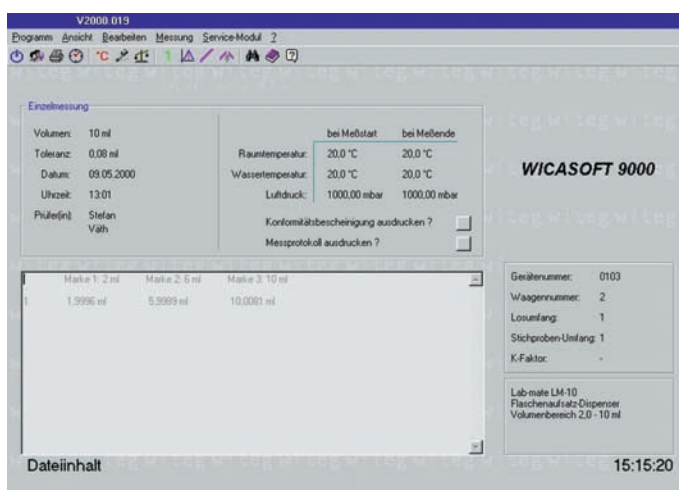 V2000.019
Programm Ansicht Bearbeiten Messung Service-Modul ?
Einzelmessung
Volumen: 10 ml
Toleranz: 0,08 ml
Datum: 09.05.2000
Uhrzeit: 13:01
Prüfer(in): Stefan
Väth
bei Meßstart bei Meßende
Raumtemperatur: 20,0 °C 20,0 °C
Wassertemperatur: 20,0 °C 20,0 °C
Luftdruck: 1000,00 mbar 1000,00 mbar
Konformitätsbescheinigung ausdrucken ?
Messprotokoll ausdrucken ?
WICASOFT 9000
Marke 1: 2 ml Marke 2: 6 ml Marke 3: 10 ml
1 1,9996 ml 5,9989 ml 10,0081 ml
Gerätenummer: 0103
Waagennummer: 2
Losumfang: 1
Stichproben-Umfang: 1
K-Faktor: -
Lab-mate LM-10
Flaschenaufsatz-Dispenser
Volumenbereich 2,0 - 10 ml
Dateiinhalt
15:15:20